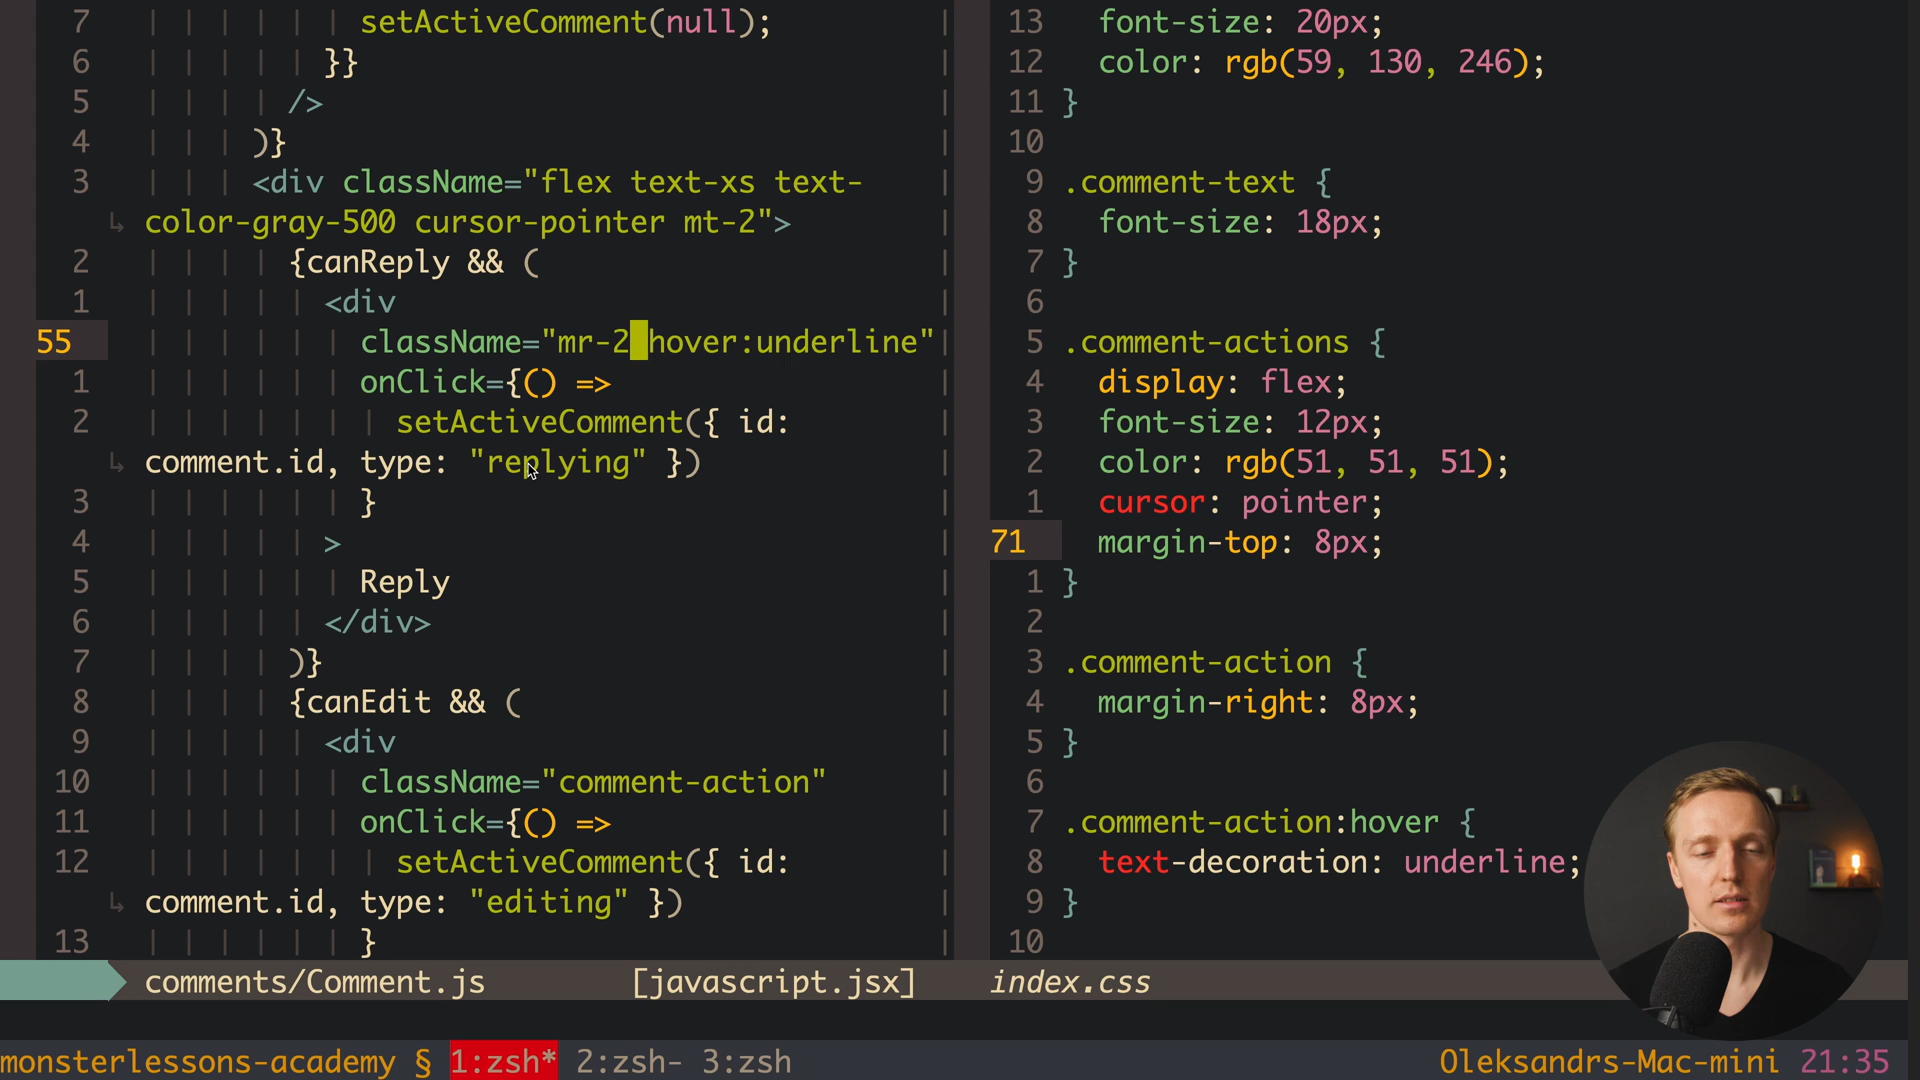 7 setActiveComment(null);
6 }}
5 />
4 )}
3 <div className="flex text-xs text-
↳ color-gray-500 cursor-pointer mt-2">
2 {canReply && (
1 <div
55 className="mr-2 hover:underline"
1 onClick={() =>
2 setActiveComment({ id:
↳ comment.id, type: "replying" })
3 }
4 >
5 Reply
6 </div>
7 )}
8 {canEdit && (
9 <div
10 className="comment-action"
11 onClick={() =>
12 setActiveComment({ id:
↳ comment.id, type: "editing" })
13 }
13 font-size: 20px;
12 color: rgb(59, 130, 246);
11 }
10
9 .comment-text {
8 font-size: 18px;
7 }
6
5 .comment-actions {
4 display: flex;
3 font-size: 12px;
2 color: rgb(51, 51, 51);
1 cursor: pointer;
71 margin-top: 8px;
1 }
2
3 .comment-action {
4 margin-right: 8px;
5 }
6
7 .comment-action:hover {
8 text-decoration: underline;
9 }
10
comments/Comment.js [javascript.jsx] index.css
monsterlessons-academy § 1:zsh* 2:zsh- 3:zsh Oleksandrs-Mac-mini 21:35